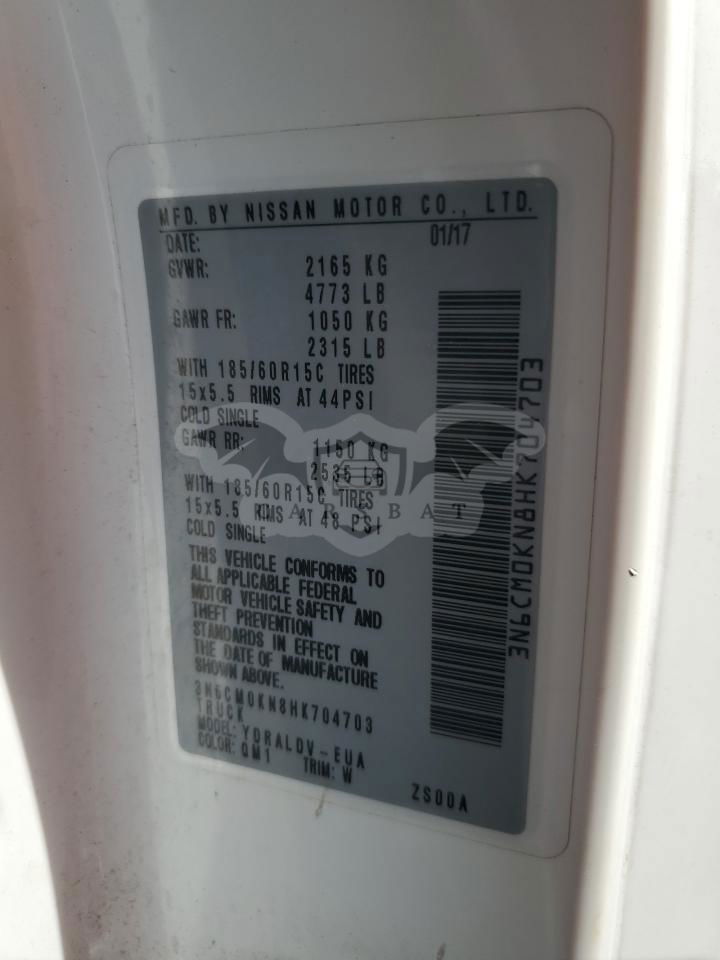 MFD. BY NISSAN MOTOR CO., LTD.
DATE: 01/17
GVWR: 2165 KG
4773 LB
GAWR FR: 1050 KG
2315 LB
WITH 185/60R15C TIRES
15x5.5 RIMS AT 44PSI
COLD SINGLE
GAWR RR: 1150 KG
2535 LB
WITH 185/60R15C TIRES
15x5.5 RIMS AT 48 PSI
COLD SINGLE
THIS VEHICLE CONFORMS TO
ALL APPLICABLE FEDERAL
MOTOR VEHICLE SAFETY AND
THEFT PREVENTION
STANDARDS IN EFFECT ON
THE DATE OF MANUFACTURE
SHOWN ABOVE.
3N6CM0KN8HK704703
TRUCK
MODEL: YDRALDV-EUA
COLOR: QM1 TRIM: W
ZS00A
3N6CM0KN8HK704703
CARSBAT